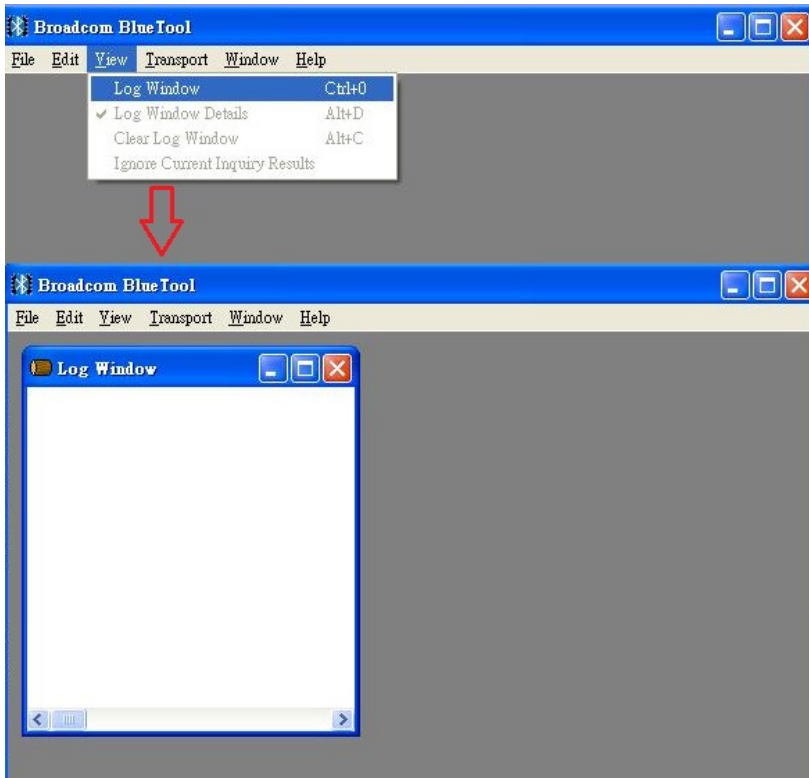 Broadcom BlueTool
File Edit View Transport Window Help
Log Window Ctrl+0
✓ Log Window Details Alt+D
Clear Log Window Alt+C
Ignore Current Inquiry Results
Broadcom BlueTool
File Edit View Transport Window Help
Log Window